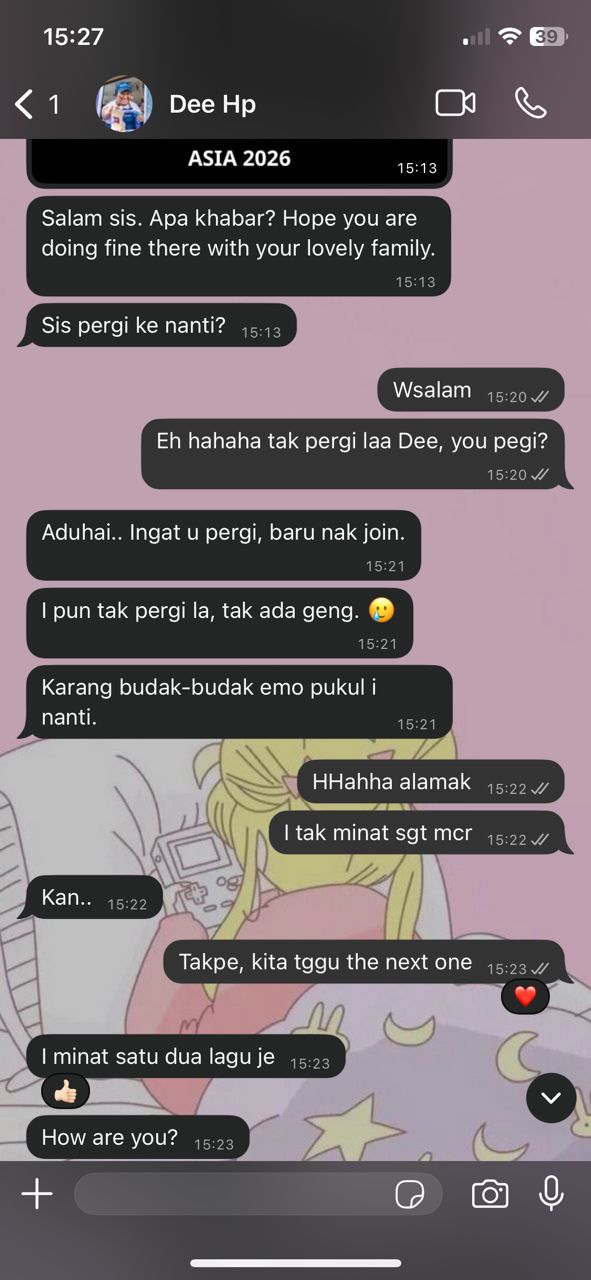 15:27
39
1
Dee Hp
ASIA 2026
15:13
Salam sis. Apa khabar? Hope you are
doing fine there with your lovely family.
15:13
Sis pergi ke nanti? 15:13
Wsalam 15:20
Eh hahaha tak pergi laa Dee, you pegi?
15:20
Aduhai.. Ingat u pergi, baru nak join.
15:21
I pun tak pergi la, tak ada geng. 🥲
15:21
Karang budak-budak emo pukul i
nanti. 15:21
HHahha alamak 15:22
I tak minat sgt mcr 15:22
Kan.. 15:22
Takpe, kita tggu the next one 15:23
❤️
I minat satu dua lagu je 15:23
👍🏻
How are you? 15:23